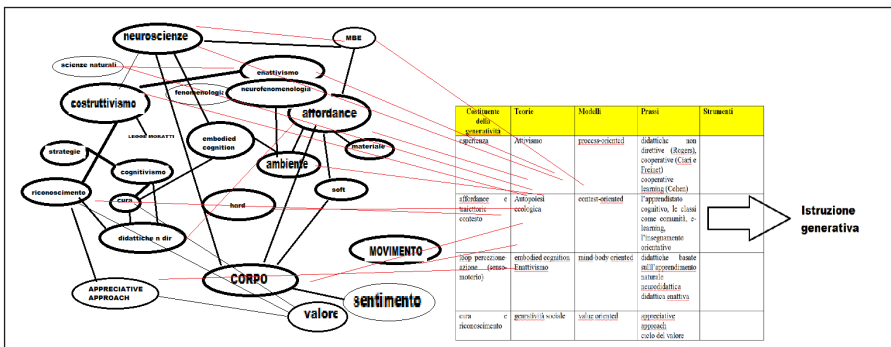 neuroscienze
MBE
scienze naturali
enattivismo
fenomenologia
neurofenomenologia
costruttivismo
affordance
LEGGE MORATTI
embodied
cognition
materiale
strategie
cognitivismo
ambiente
riconoscimento
cura
soft
hard
didattiche n dir
MOVIMENTO
CORPO
APPRECIATIVE
APPROACH
sentimento
valore
Costituente della generatività Teorie Modelli Prassi Strumenti
esperienza Attivismo process-oriented didattiche non
direttive (Rogers),
cooperative (Ciari e
Freinet)
cooperative
learning (Cohen)
affordance e Autopoiesi contest-oriented l'apprendistato
traiettorie ecologica cognitivo, le classi
contesto come comunità, e-
learning,
l'insegnamento
orientativo
loop percezione embodied cognition mind body oriented didattiche basate
azione (senso- Enattivismo sull'apprendimento
motorio) naturale
neurodidattica
didattica enattiva
cura e generatività sociale value oriented appreciative
riconoscimento approach
ciclo del valore
Istruzione
generativa